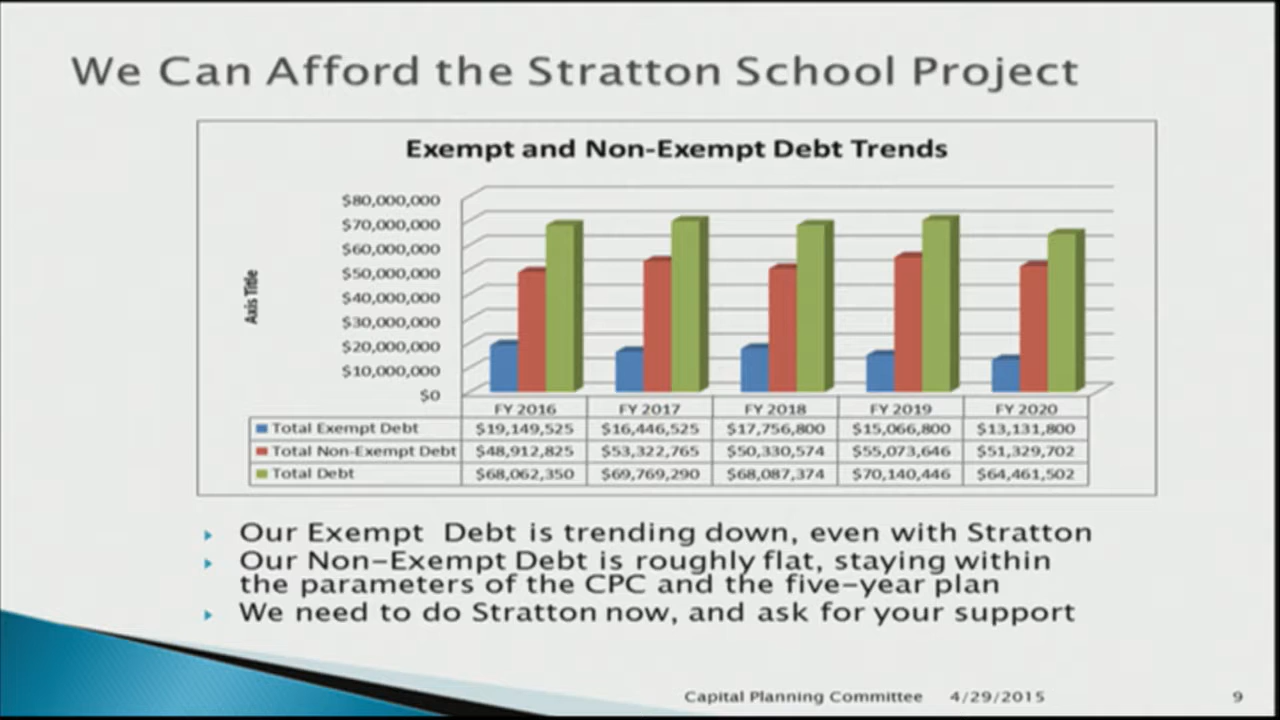 We Can Afford the Stratton School Project
Exempt and Non-Exempt Debt Trends
Axis Title
$80,000,000
$70,000,000
$60,000,000
$50,000,000
$40,000,000
$30,000,000
$20,000,000
$10,000,000
$0
FY 2016 FY 2017 FY 2018 FY 2019 FY 2020
Total Exempt Debt $19,149,525 $16,446,525 $17,756,800 $15,066,800 $13,131,800
Total Non-Exempt Debt $48,912,825 $53,322,765 $50,330,574 $55,073,646 $51,329,702
Total Debt $68,062,350 $69,769,290 $68,087,374 $70,140,446 $64,461,502
Our Exempt Debt is trending down, even with Stratton
Our Non-Exempt Debt is roughly flat, staying within
the parameters of the CPC and the five-year plan
We need to do Stratton now, and ask for your support
Capital Planning Committee 4/29/2015 9